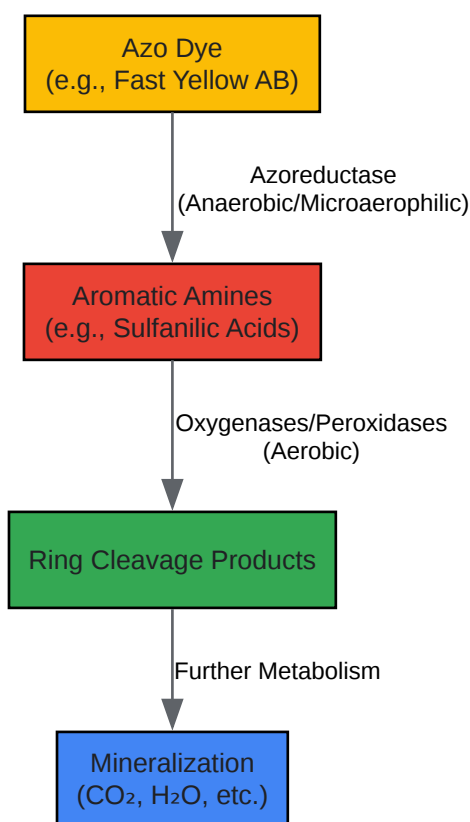 Azo Dye
(e.g., Fast Yellow AB)
Azoreductase
(Anaerobic/Microaerophilic)
Aromatic Amines
(e.g., Sulfanilic Acids)
Oxygenases/Peroxidases
(Aerobic)
Ring Cleavage Products
Further Metabolism
Mineralization
(CO₂, H₂O, etc.)